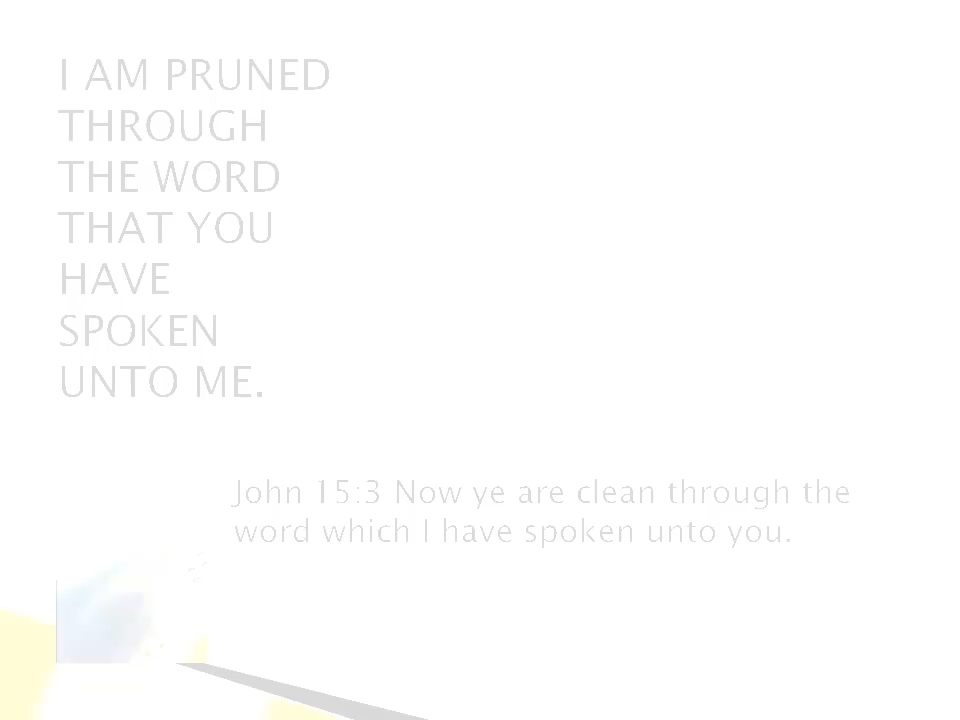 I AM PRUNED
THROUGH
THE WORD
THAT YOU
HAVE
SPOKEN
UNTO ME.
John 15:3 Now ye are clean through the
word which I have spoken unto you.